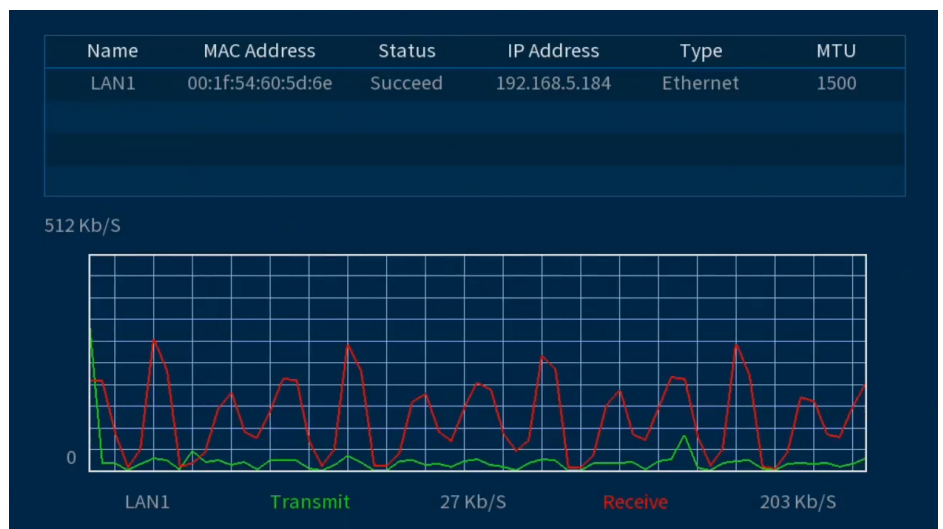 Name MAC Address Status IP Address Type MTU
LAN1 00:1f:54:60:5d:6e Succeed 192.168.5.184 Ethernet 1500
512 Kb/S
0
LAN1 Transmit 27 Kb/S Receive 203 Kb/S